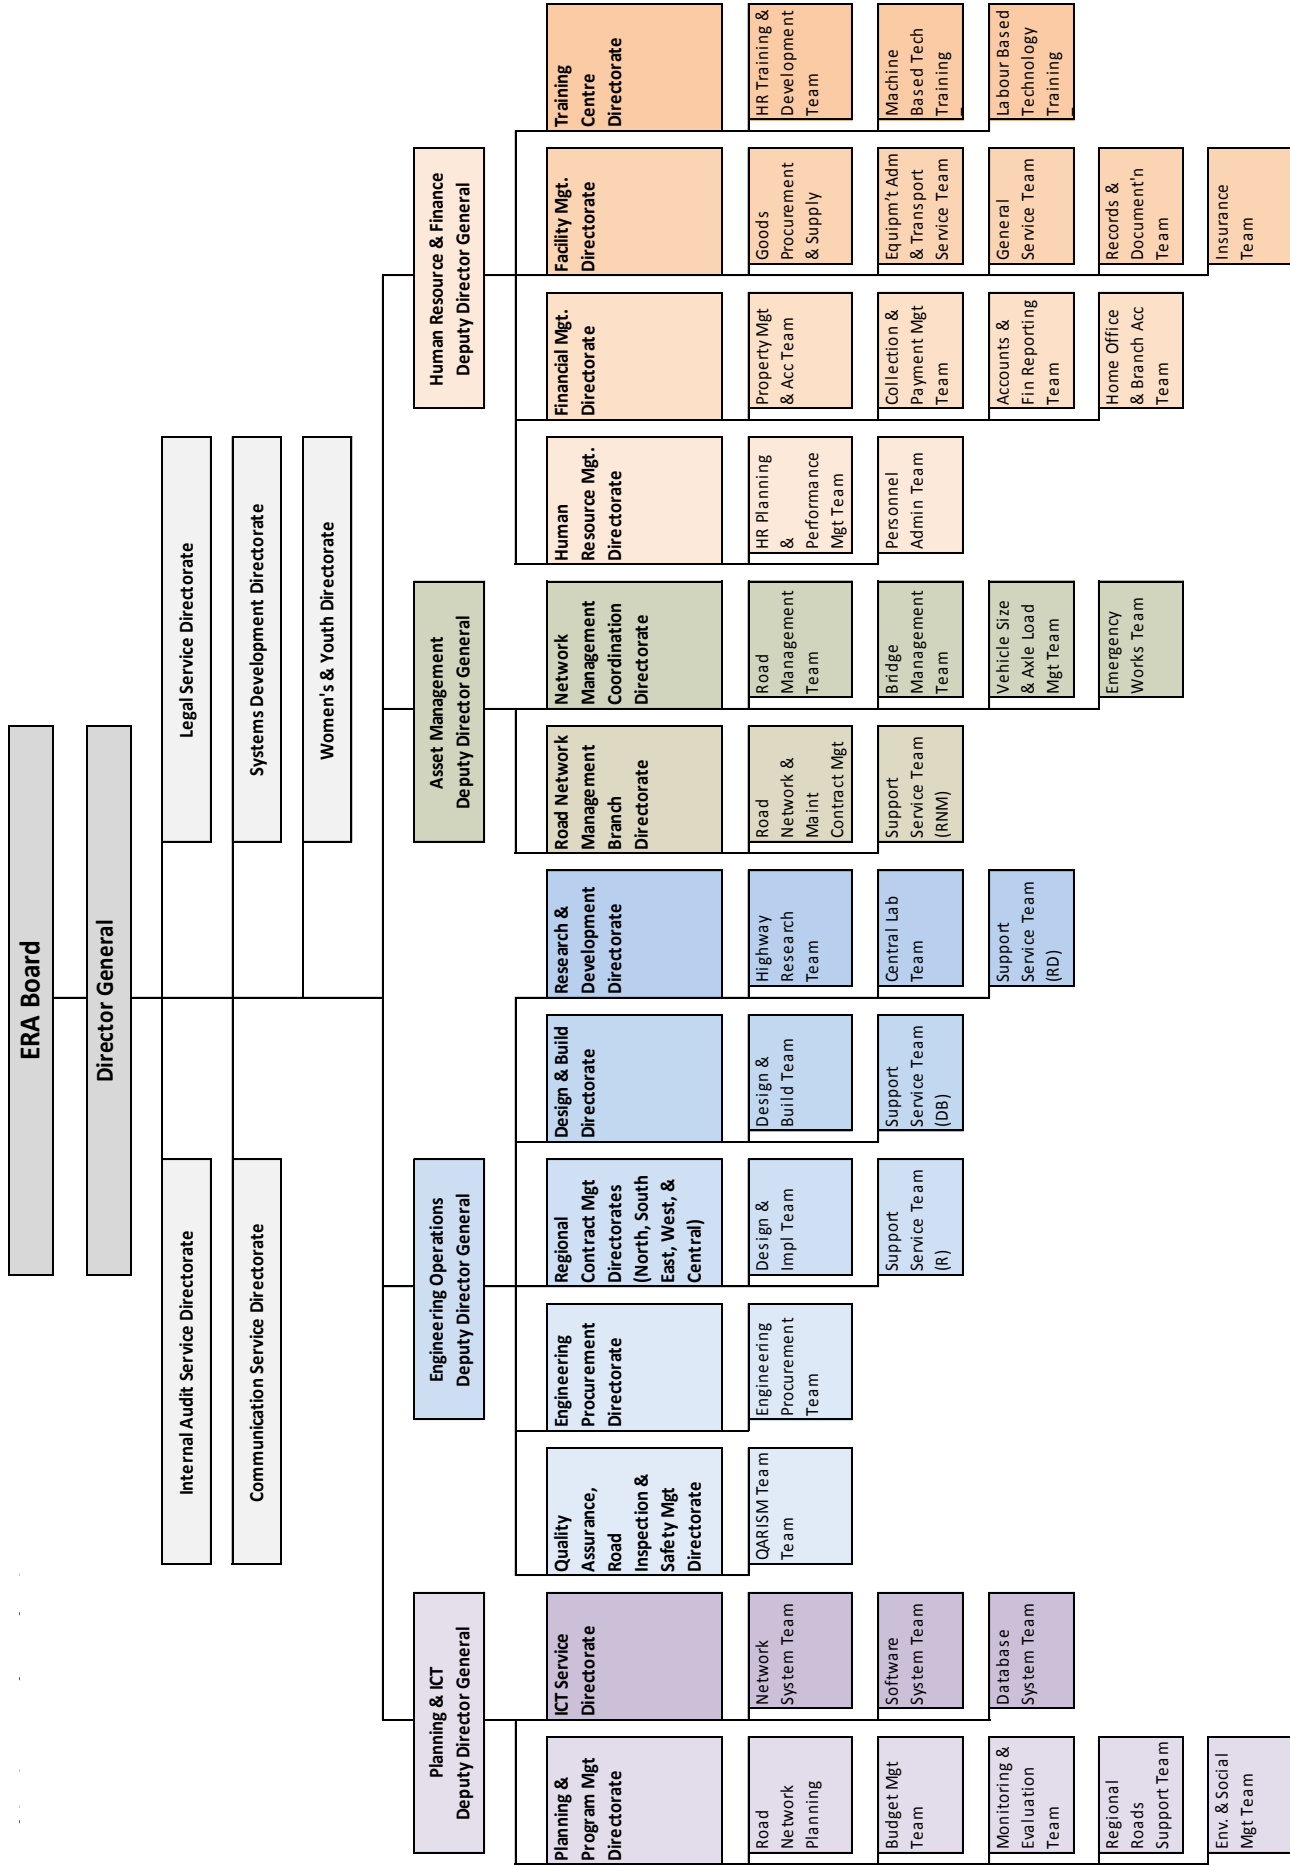 ERA Board
Director General
Internal Audit Service Directorate
Legal Service Directorate
Communication Service Directorate
Systems Development Directorate
Women's & Youth Directorate
Planning & ICT
Deputy Director General
Engineering Operations
Deputy Director General
Asset Management
Deputy Director General
Human Resource & Finance
Deputy Director General
Planning &
Program Mgt
Directorate
ICT Service
Directorate
Quality
Assurance,
Road
Inspection &
Safety Mgt
Directorate
Engineering
Procurement
Directorate
Regional
Contract Mgt
Directorates
(North, South
East, West, &
Central)
Design & Build
Directorate
Research &
Development
Directorate
Road Network
Management
Branch
Directorate
Network
Management
Coordination
Directorate
Human
Resource Mgt.
Directorate
Financial Mgt.
Directorate
Facility Mgt.
Directorate
Training
Centre
Directorate
Road
Network
Planning
Network
System Team
QARISM Team
Team
Engineering
Procurement
Team
Design &
Impl Team
Design &
Build Team
Highway
Research
Team
Road
Network &
Maint
Contract Mgt
Road
Management
Team
HR Planning
&
Performance
Mgt Team
Property Mgt
& Acc Team
Goods
Procurement
& Supply
HR Training &
Development
Team
Budget Mgt
Team
Software
System Team
Support
Service Team
(R)
Support
Service Team
(DB)
Central Lab
Team
Support
Service Team
(RNM)
Bridge
Management
Team
Personnel
Admin Team
Collection &
Payment Mgt
Team
Equipm't Adm
& Transport
Service Team
Machine
Based Tech
Training
Monitoring &
Evaluation
Team
Database
System Team
Support
Service Team
(RD)
Vehicle Size
& Axle Load
Mgt Team
Accounts &
Fin Reporting
Team
General
Service Team
Labour Based
Technology
Training
Regional
Roads
Support Team
Emergency
Works Team
Home Office
& Branch Acc
Team
Records &
Document'n
Team
Env. & Social
Mgt Team
Insurance
Team